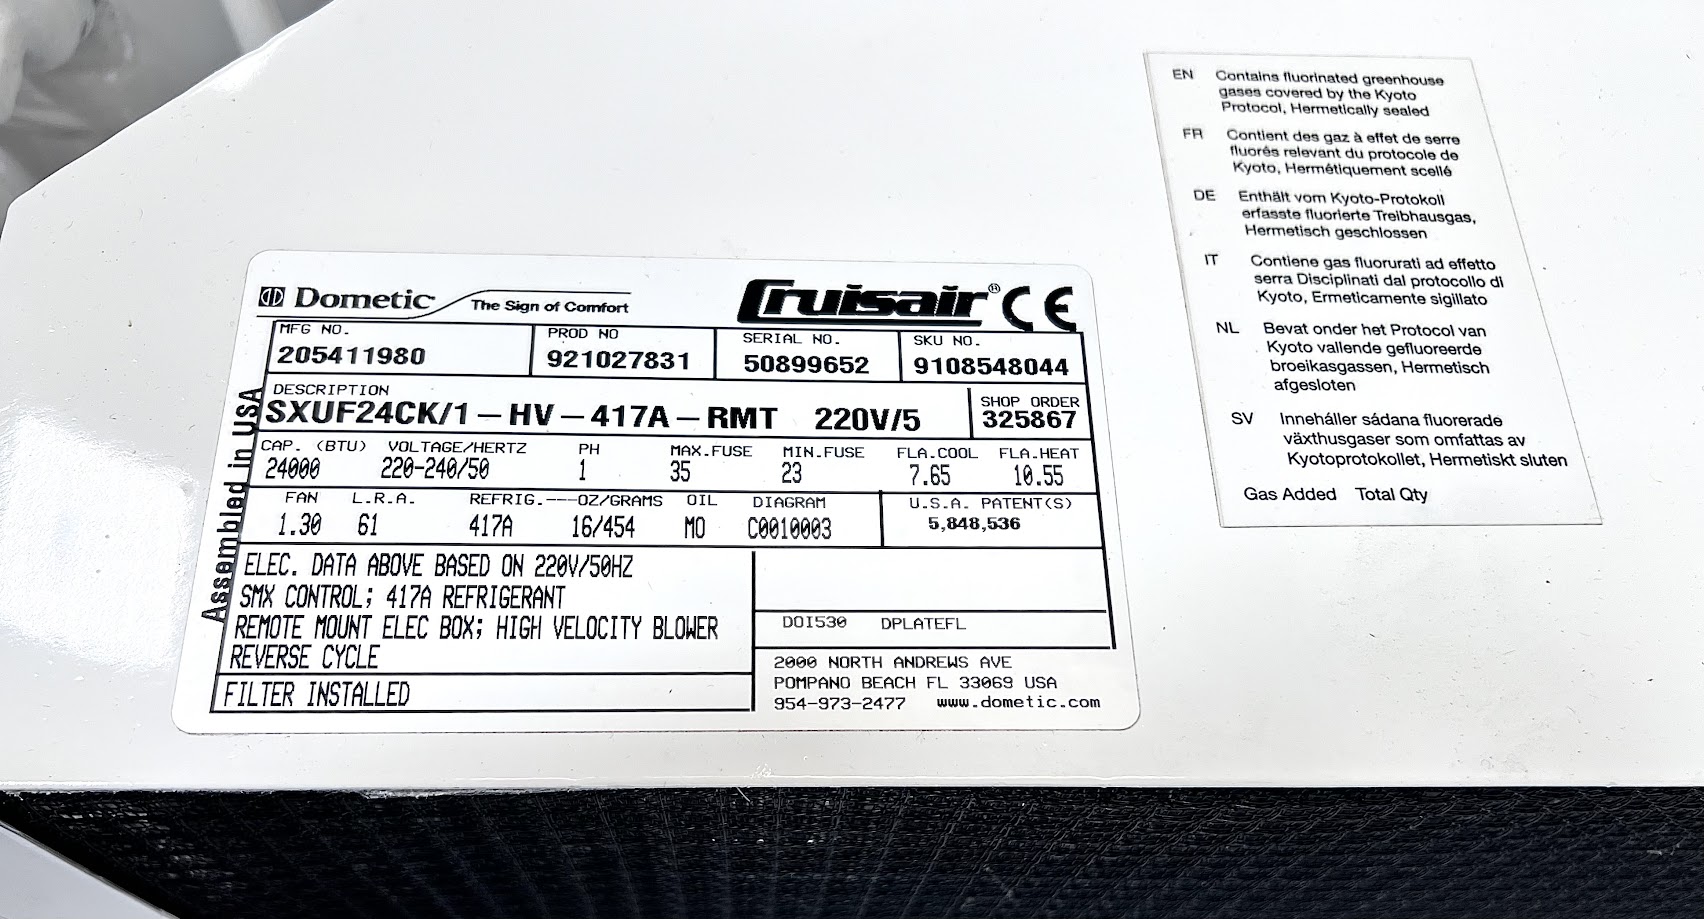 Dometic The Sign of Comfort Cruisair® CE
MFG NO. PROD NO SERIAL NO. SKU NO.
205411980 921027831 50899652 9108548044
DESCRIPTION SHOP ORDER
SXUF24CK/1-HV-417A-RMT 220V/5 325867
CAP. (BTU) VOLTAGE/HERTZ PH MAX.FUSE MIN.FUSE FLA.COOL FLA.HEAT
24000 220-240/50 1 35 23 7.65 10.55
FAN L.R.A. REFRIG.---OZ/GRAMS OIL DIAGRAM U.S.A. PATENT(S)
1.30 61 417A 16/454 MO C0010003 5,848,536
ELEC. DATA ABOVE BASED ON 220V/50HZ
SMX CONTROL; 417A REFRIGERANT
REMOTE MOUNT ELEC BOX; HIGH VELOCITY BLOWER
REVERSE CYCLE
FILTER INSTALLED
DOI530 DPLATEFL
2000 NORTH ANDREWS AVE
POMPANO BEACH FL 33069 USA
954-973-2477 www.dometic.com
Assembled in USA
EN Contains fluorinated greenhouse
gases covered by the Kyoto
Protocol, Hermetically sealed
FR Contient des gaz à effet de serre
fluorés relevant du protocole de
Kyoto, Hermétiquement scellé
DE Enthält vom Kyoto-Protokoll
erfasste fluorierte Treibhausgas,
Hermetisch geschlossen
IT Contiene gas fluorurati ad effetto
serra Disciplinati dal protocollo di
Kyoto, Ermeticamente sigillato
NL Bevat onder het Protocol van
Kyoto vallende gefluoreerde
broeikasgassen, Hermetisch
afgesloten
SV Innehåller sádana fluorerade
växthusgaser som omfattas av
Kyotoprotokollet, Hermetiskt sluten
Gas Added Total Qty